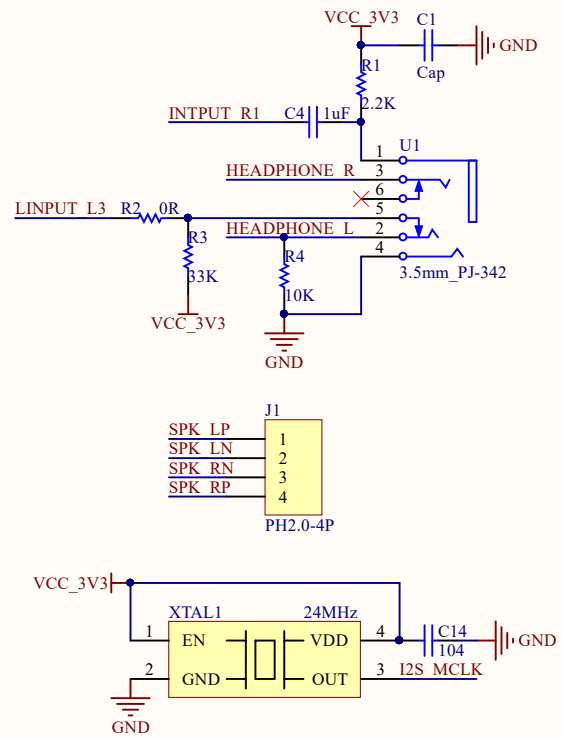 VCC_3V3
C1
GND
Cap
R1
2.2K
INTPUT_R1
C4
1uF
U1
1
HEADPHONE_R
3
6
LINPUT_L3
R2
0R
5
HEADPHONE_L
2
R3
33K
R4
10K
4
3.5mm_PJ-342
VCC_3V3
GND
J1
SPK_LP
1
SPK_LN
2
SPK_RN
3
SPK_RP
4
PH2.0-4P
VCC_3V3
XTAL1
24MHz
1
EN
VDD
4
C14
104
GND
2
GND
OUT
3
I2S_MCLK
GND